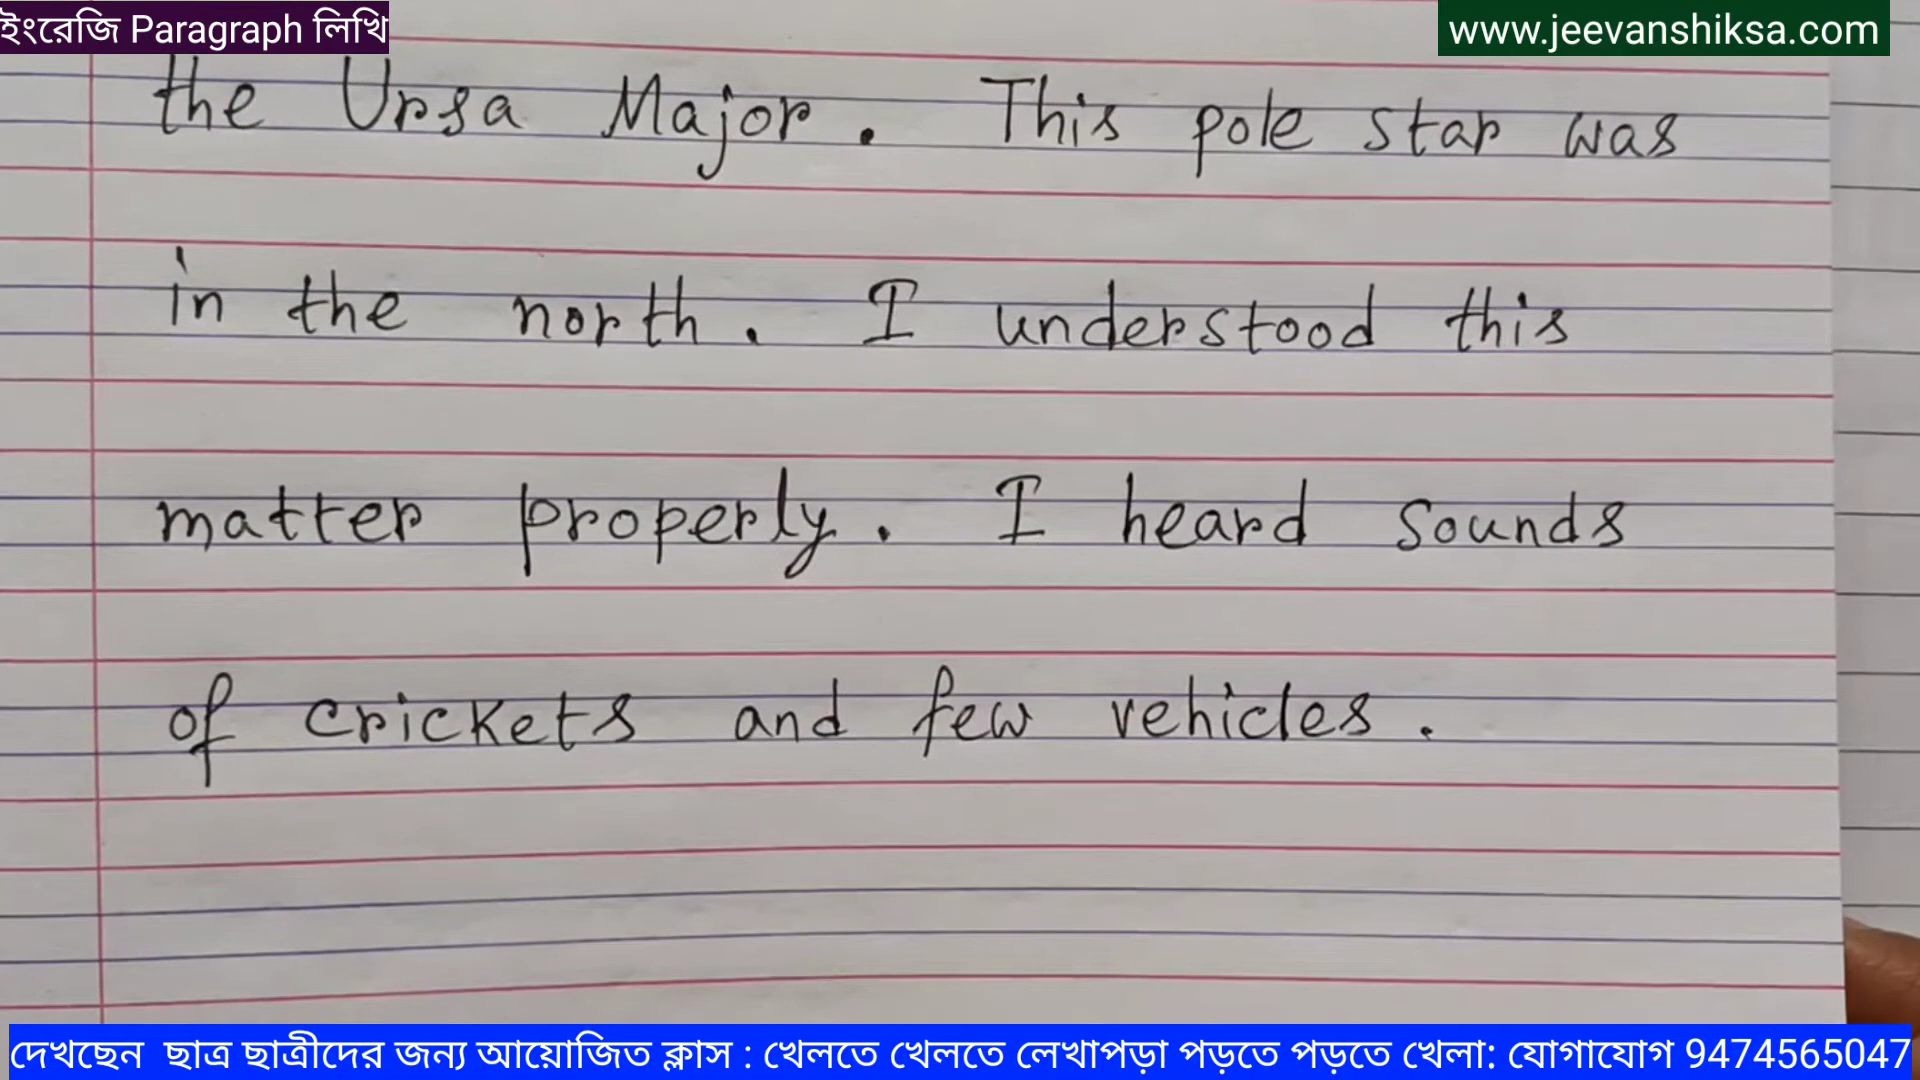 ইংরেজি Paragraph লিখি
www.jeevanshiksa.com
the Ursa Major. This pole star was
in the north. I understood this
matter properly. I heard sounds
of crickets and few vehicles.
দেখছেন ছাত্র ছাত্রীদের জন্য আয়োজিত ক্লাস : খেলতে খেলতে লেখাপড়া পড়তে পড়তে খেলা: যোগাযোগ 9474565047